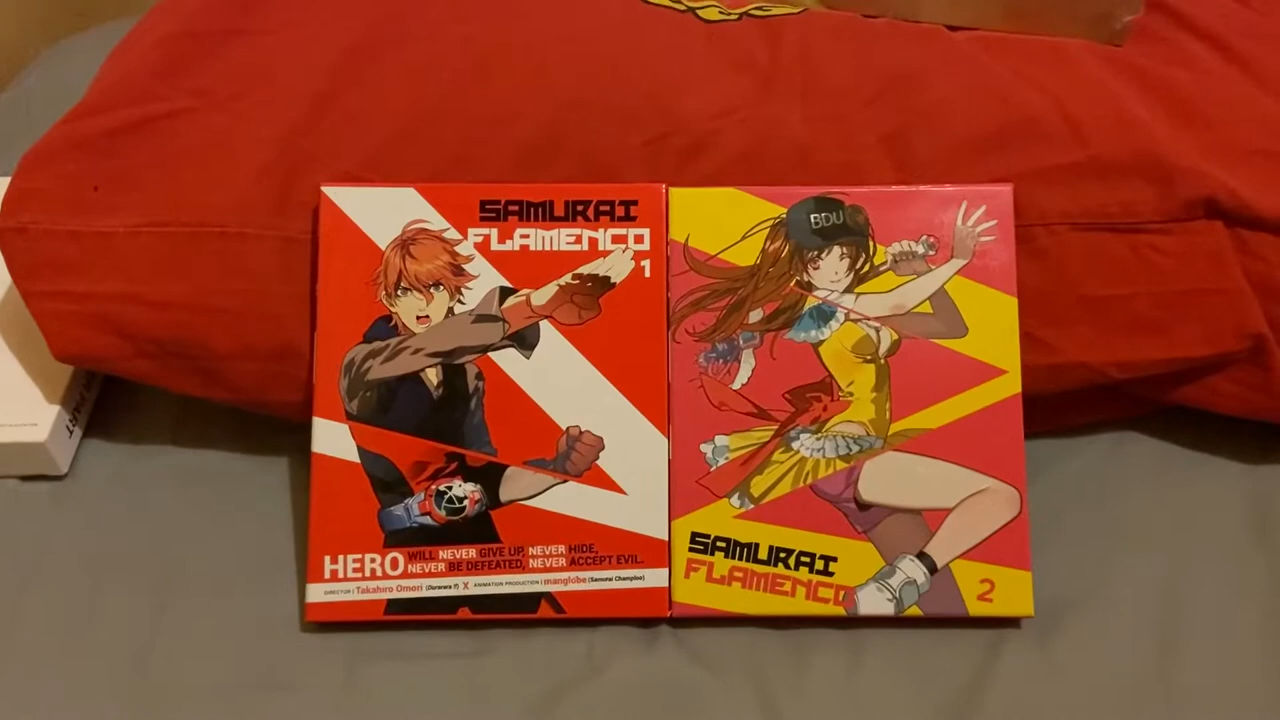 SAMURAI
FLAMENCO
1
HERO WILL NEVER GIVE UP, NEVER HIDE,
NEVER BE DEFEATED, NEVER ACCEPT EVIL.
DIRECTOR | Takahiro Omori (Durarara !!) X ANIMATION PRODUCTION | manglobe (Samurai Champloo)
BDU
SAMURAI
FLAMENCO
2
ART